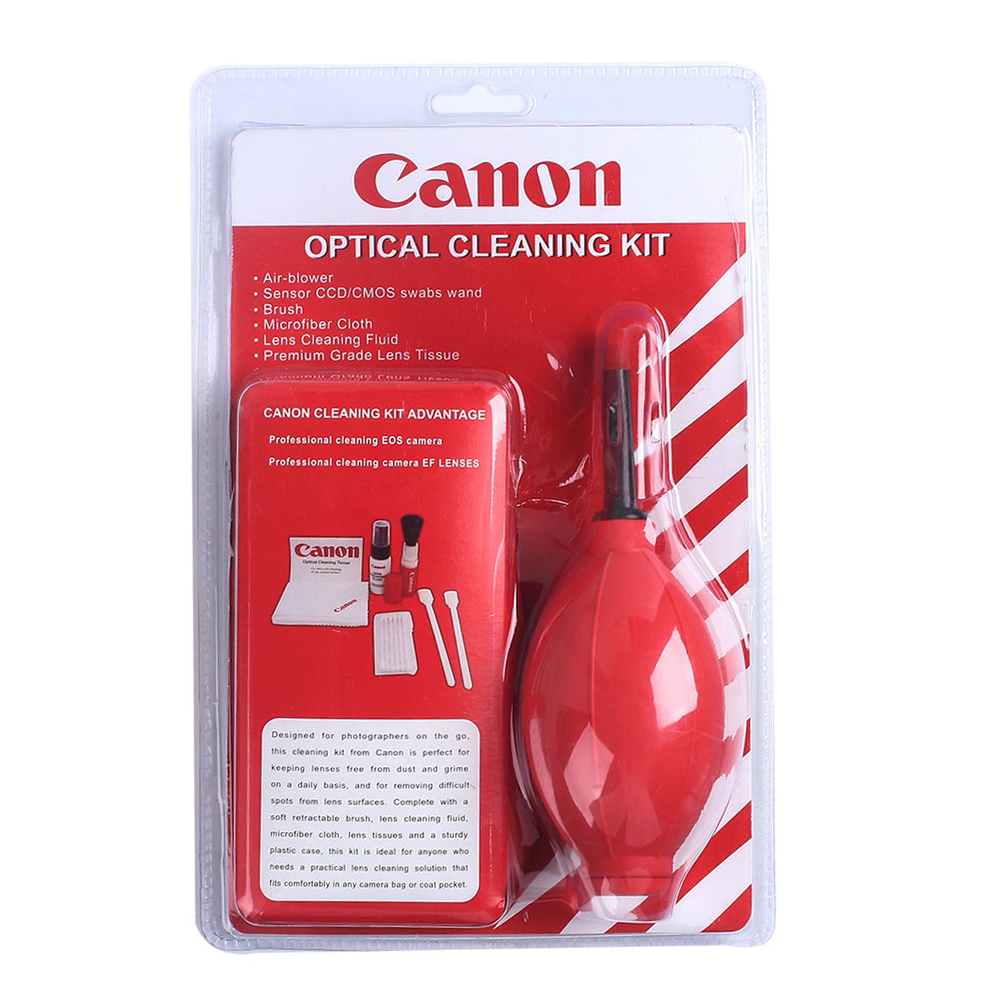 Canon
OPTICAL CLEANING KIT
• Air-blower
• Sensor CCD/CMOS swabs wand
• Brush
• Microfiber Cloth
• Lens Cleaning Fluid
• Premium Grade Lens Tissue
CANON CLEANING KIT ADVANTAGE
Professional cleaning EOS camera
Professional cleaning camera EF LENSES
Canon
Optical Cleaning Tissue
Canon
Canon
Canon
Designed for photographers on the go,
this cleaning kit from Canon is perfect for
keeping lenses free from dust and grime
on a daily basis, and for removing difficult
spots from lens surfaces. Complete with a
soft retractable brush, lens cleaning fluid,
microfiber cloth, lens tissues and a sturdy
plastic case, this kit is ideal for anyone who
needs a practical lens cleaning solution that
fits comfortably in any camera bag or coat pocket.